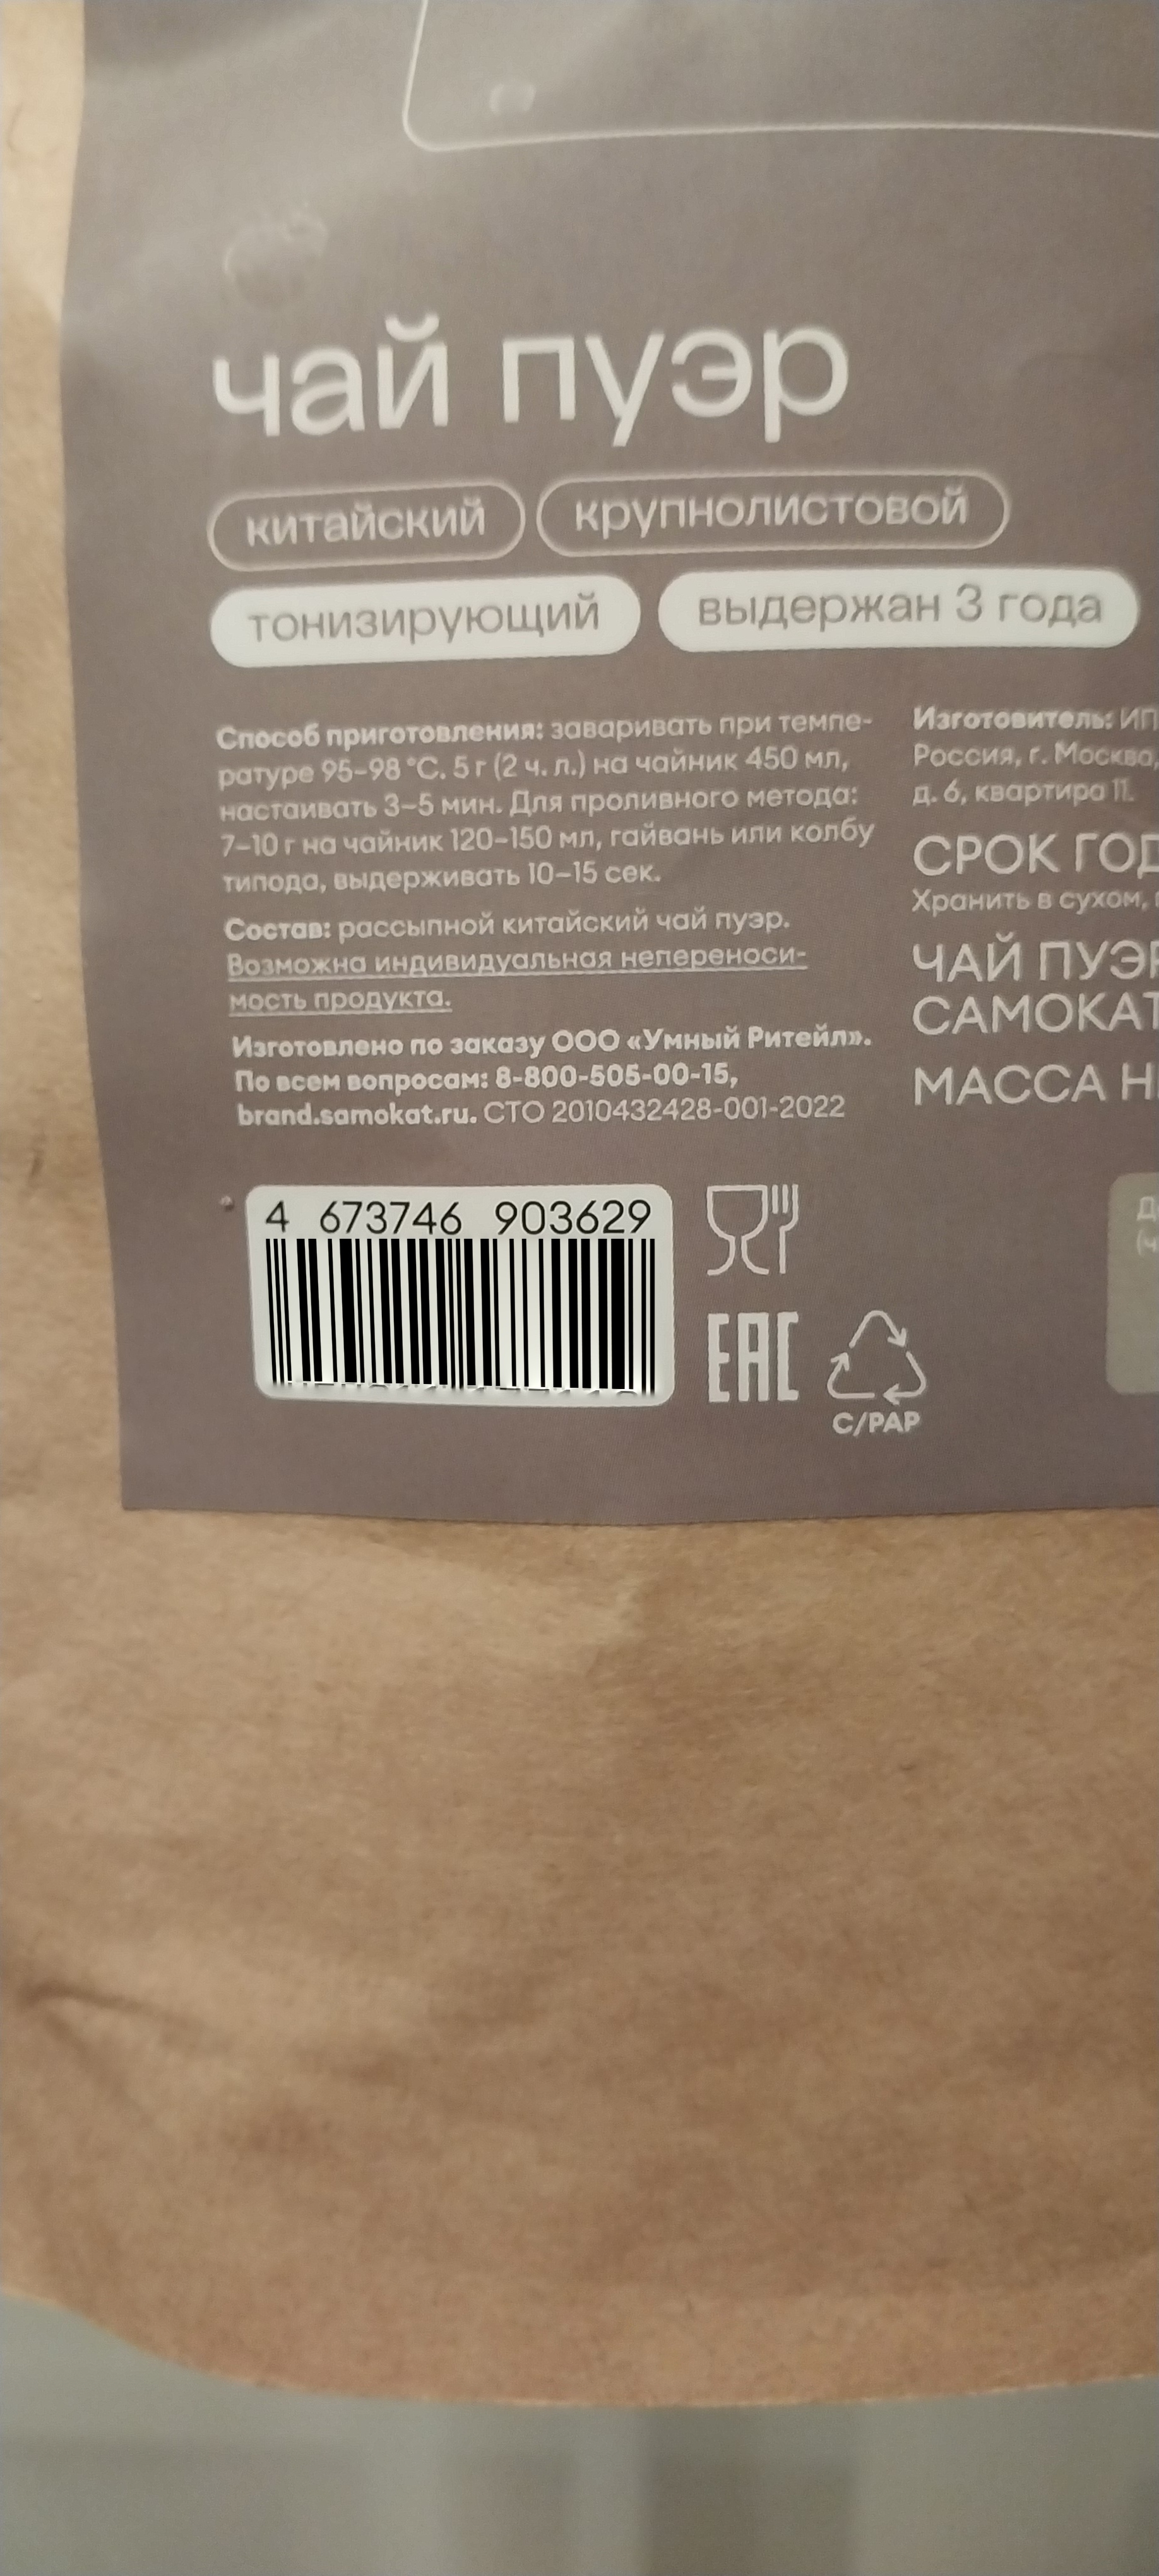 чай пуэр
китайский крупнолистовой
тонизирующий выдержан 3 года
Способ приготовления: заваривать при темпе-
ратуре 95–98 °С. 5 г (2 ч. л.) на чайник 450 мл,
настаивать 3–5 мин. Для проливного метода:
7–10 г на чайник 120–150 мл, гайвань или колбу
типода, выдерживать 10–15 сек.
Состав: рассыпной китайский чай пуэр.
Возможна индивидуальная непереноси-
мость продукта.
Изготовлено по заказу ООО «Умный Ритейл».
По всем вопросам: 8-800-505-00-15,
brand.samokat.ru. СТО 2010432428-001-2022
Изготовитель: ИП
Россия, г. Москва,
д. 6, квартира 11.
СРОК ГОД
Хранить в сухом,
ЧАЙ ПУЭР
САМОКАТ
МАССА Н
4 673746 903629
EAC
C/PAP